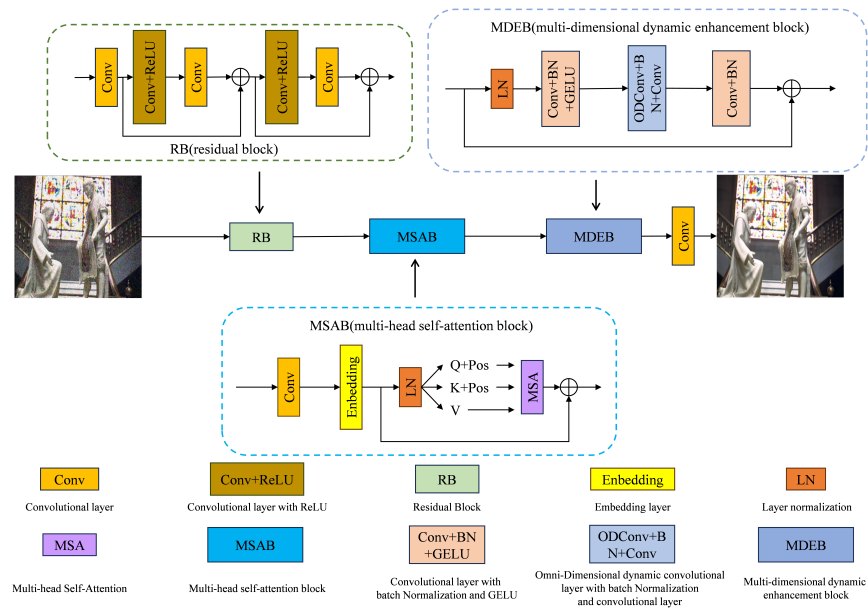 MDEB(multi-dimensional dynamic enhancement block)
Conv
Conv+ReLU
Conv
Conv+ReLU
Conv
RB(residual block)
LN
Conv+BN
+GELU
ODConv+B
N+Conv
Conv+BN
RB
MSAB
MDEB
Conv
MSAB(multi-head self-attention block)
Conv
Enbedding
LN
Q+Pos
K+Pos
V
MSA
Conv
Conv+ReLU
RB
Enbedding
LN
Convolutional layer
Convolutional layer with ReLU
Residual Block
Embedding layer
Layer normalization
MSA
MSAB
Conv+BN
+GELU
ODConv+B
N+Conv
MDEB
Multi-head Self-Attention
Multi-head self-attention block
Convolutional layer with
batch Normalization and GELU
Omni-Dimensional dynamic convolutional
layer with batch Normalization
and convolutional layer
Multi-dimensional dynamic
enhancement block